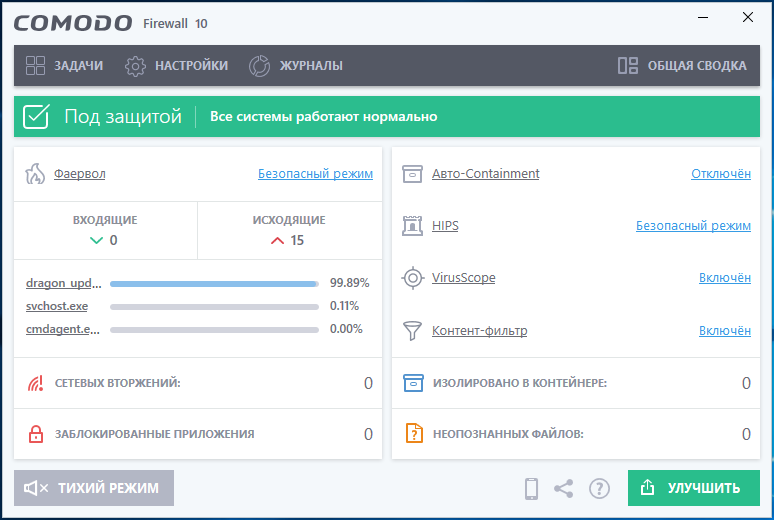 COMODO Firewall 10
ЗАДАЧИ НАСТРОЙКИ ЖУРНАЛЫ ОБЩАЯ СВОДКА
Под защитой Все системы работают нормально
Фаервол Безопасный режим
ВХОДЯЩИЕ ИСХОДЯЩИЕ
0 15
dragon_upd... 99.89%
svchost.exe 0.11%
cmdagent.e... 0.00%
СЕТЕВЫХ ВТОРЖЕНИЙ: 0
ЗАБЛОКИРОВАННЫЕ ПРИЛОЖЕНИЯ 0
Авто-Containment Отключён
HIPS Безопасный режим
VirusScope Включён
Контент-фильтр Включён
ИЗОЛИРОВАНО В КОНТЕЙНЕРЕ: 0
НЕОПОЗНАННЫХ ФАЙЛОВ: 0
ТИХИЙ РЕЖИМ УЛУЧШИТЬ